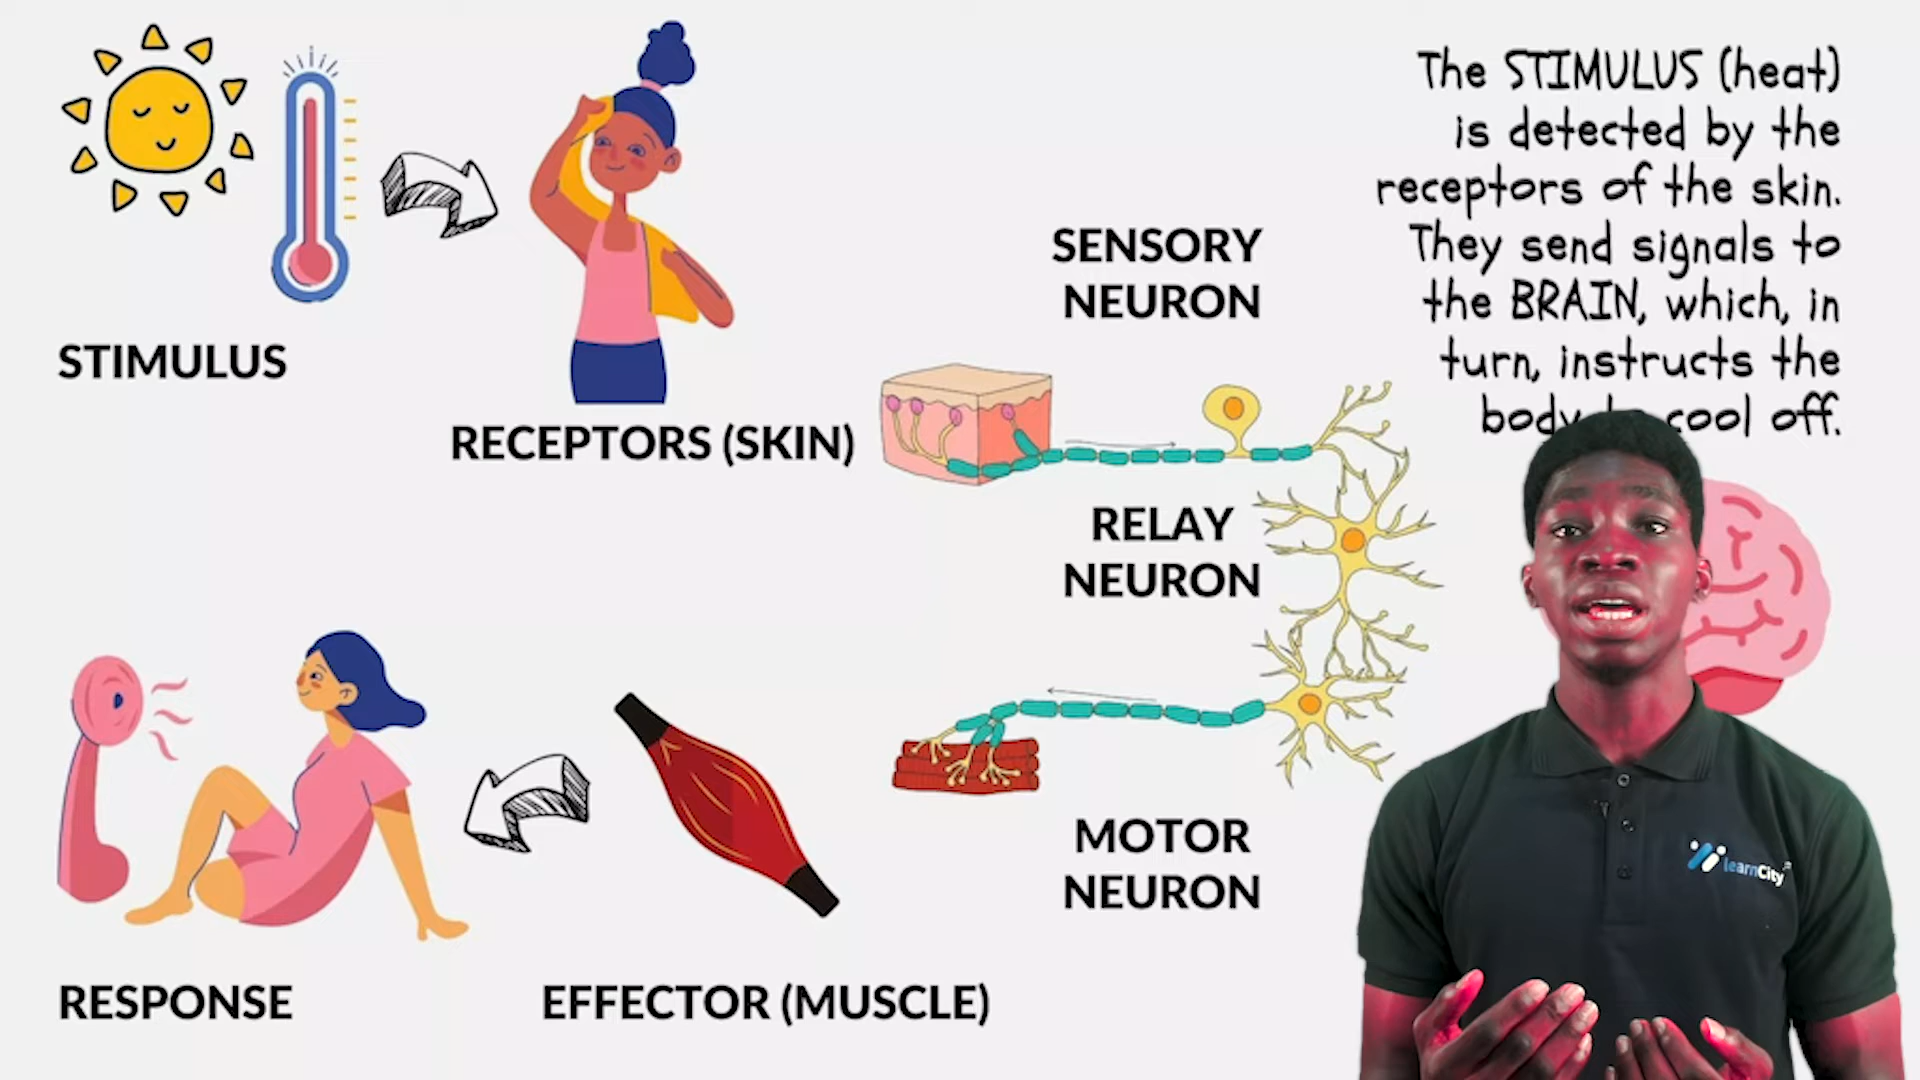 The STIMULUS (heat)
is detected by the
receptors of the skin.
They send signals to
the BRAIN, which, in
turn, instructs the
body cool off.
STIMULUS
RECEPTORS (SKIN)
SENSORY
NEURON
RELAY
NEURON
MOTOR
NEURON
RESPONSE
EFFECTOR (MUSCLE)
learnCity